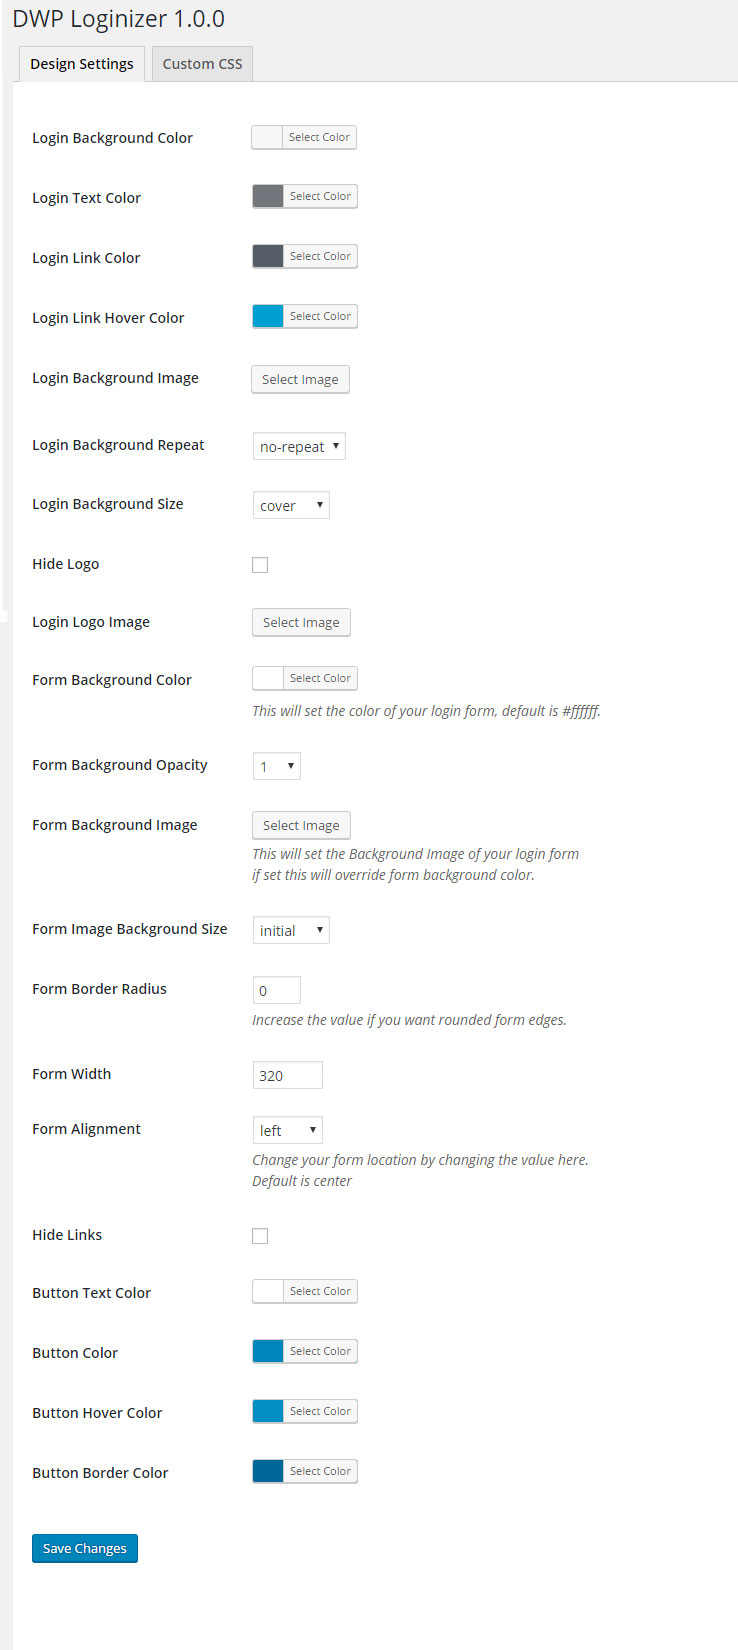 DWP Loginizer 1.0.0
Design Settings
Custom CSS
Login Background Color
Select Color
Login Text Color
Select Color
Login Link Color
Select Color
Login Link Hover Color
Select Color
Login Background Image
Select Image
Login Background Repeat
no-repeat
Login Background Size
cover
Hide Logo
Login Logo Image
Select Image
Form Background Color
Select Color
This will set the color of your login form, default is #ffffff.
Form Background Opacity
1
Form Background Image
Select Image
This will set the Background Image of your login form
if set this will override form background color.
Form Image Background Size
initial
Form Border Radius
0
Increase the value if you want rounded form edges.
Form Width
320
Form Alignment
left
Change your form location by changing the value here.
Default is center
Hide Links
Button Text Color
Select Color
Button Color
Select Color
Button Hover Color
Select Color
Button Border Color
Select Color
Save Changes